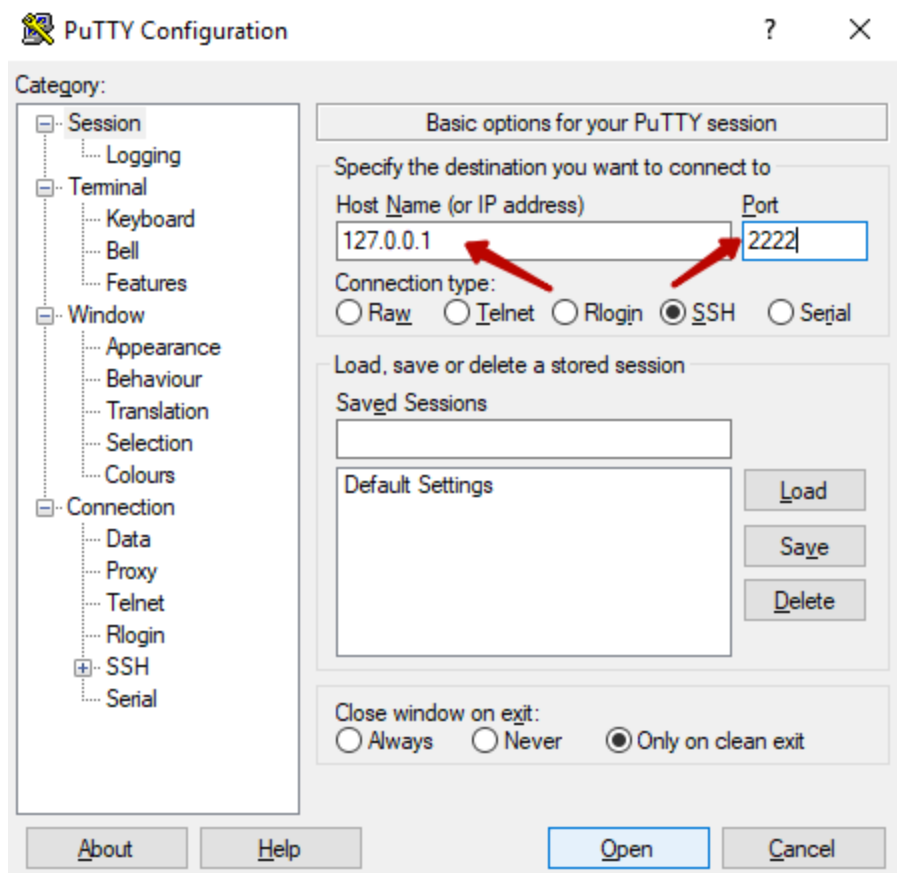 PuTTY Configuration
?
Category:
Session
Logging
Terminal
Keyboard
Bell
Features
Window
Appearance
Behaviour
Translation
Selection
Colours
Connection
Data
Proxy
Telnet
Rlogin
SSH
Serial
Basic options for your PuTTY session
Specify the destination you want to connect to
Host Name (or IP address) Port
127.0.0.1 2222
Connection type:
Raw Telnet Rlogin SSH Serial
Load, save or delete a stored session
Saved Sessions
Default Settings
Load
Save
Delete
Close window on exit:
Always Never Only on clean exit
About Help Open Cancel